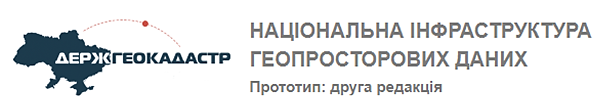 ДЕРЖГЕОКАДАСТР
НАЦІОНАЛЬНА ІНФРАСТРУКТУРА
ГЕОПРОСТОРОВИХ ДАНИХ
Прототип: друга редакція